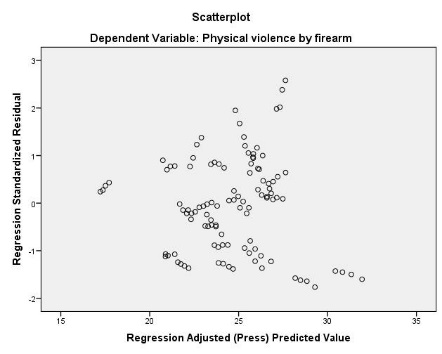 Scatterplot
Dependent Variable: Physical violence by firearm
Regression Standardized Residual
3
2
1
0
-1
-2
15 20 25 30 35
Regression Adjusted (Press) Predicted Value